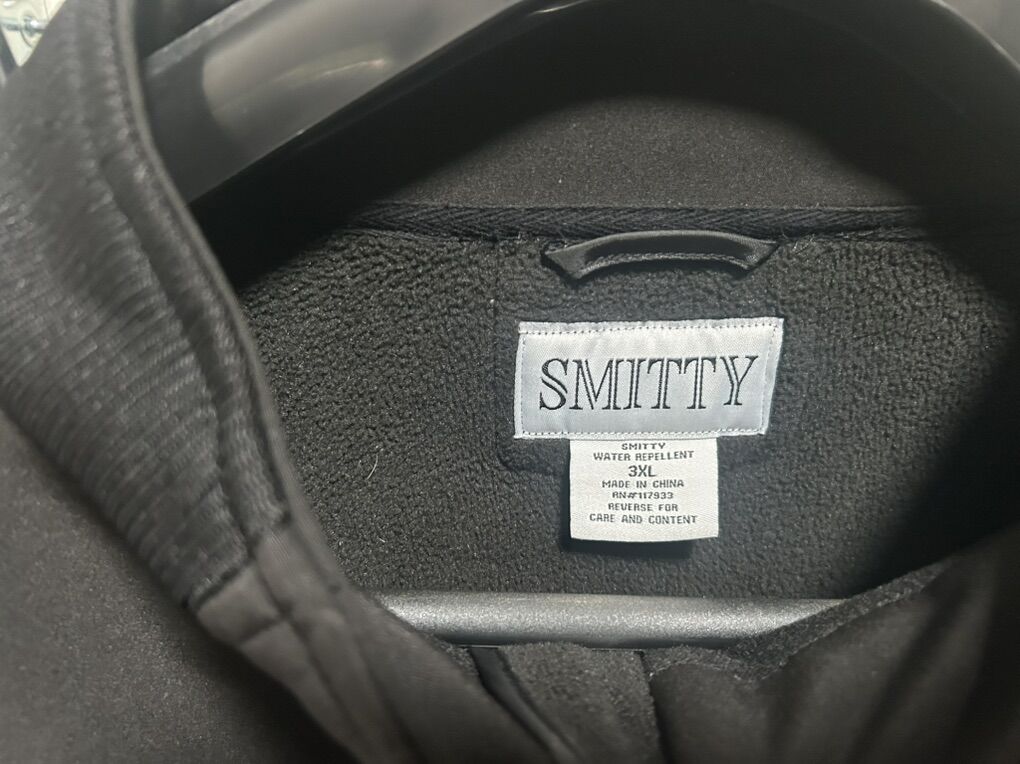 SMITTY
SMITTY
WATER REPELLENT
3XL
MADE IN CHINA
RN#117933
REVERSE FOR
CARE AND CONTENT